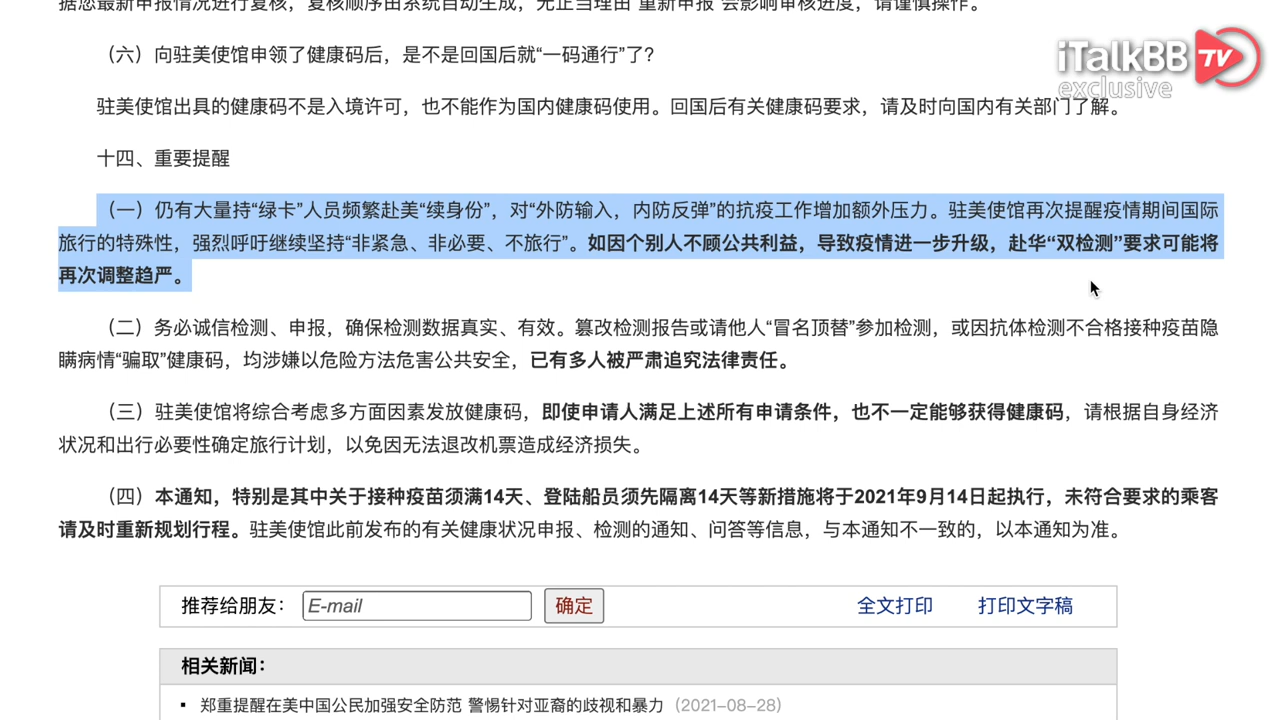 据您最新申报情况进行复核，复核顺序由系统自动生成，无正当理由“重新申报”会影响审核进度，请谨慎操作。
（六）向驻美使馆申领了健康码后，是不是回国后就“一码通行”了？
iTalkBB TV
exclusive
驻美使馆出具的健康码不是入境许可，也不能作为国内健康码使用。回国后有关健康码要求，请及时向国内有关部门了解。
十四、重要提醒
（一）仍有大量持“绿卡”人员频繁赴美“续身份”，对“外防输入，内防反弹”的抗疫工作增加额外压力。驻美使馆再次提醒疫情期间国际
旅行的特殊性，强烈呼吁继续坚持“非紧急、非必要、不旅行”。如因个别人不顾公共利益，导致疫情进一步升级，赴华“双检测”要求可能将
再次调整趋严。
（二）务必诚信检测、申报，确保检测数据真实、有效。篡改检测报告或请他人“冒名顶替”参加检测，或因抗体检测不合格接种疫苗隐
瞒病情“骗取”健康码，均涉嫌以危险方法危害公共安全，已有多人被严肃追究法律责任。
（三）驻美使馆将综合考虑多方面因素发放健康码，即使申请人满足上述所有申请条件，也不一定能够获得健康码，请根据自身经济
状况和出行必要性确定旅行计划，以免因无法退改机票造成经济损失。
（四）本通知，特别是其中关于接种疫苗须满14天、登陆船员须先隔离14天等新措施将于2021年9月14日起执行，未符合要求的乘客
请及时重新规划行程。驻美使馆此前发布的有关健康状况申报、检测的通知、问答等信息，与本通知不一致的，以本通知为准。
推荐给朋友： E-mail 确定 全文打印 打印文字稿
相关新闻：
▪ 郑重提醒在美中国公民加强安全防范 警惕针对亚裔的歧视和暴力（2021-08-28）